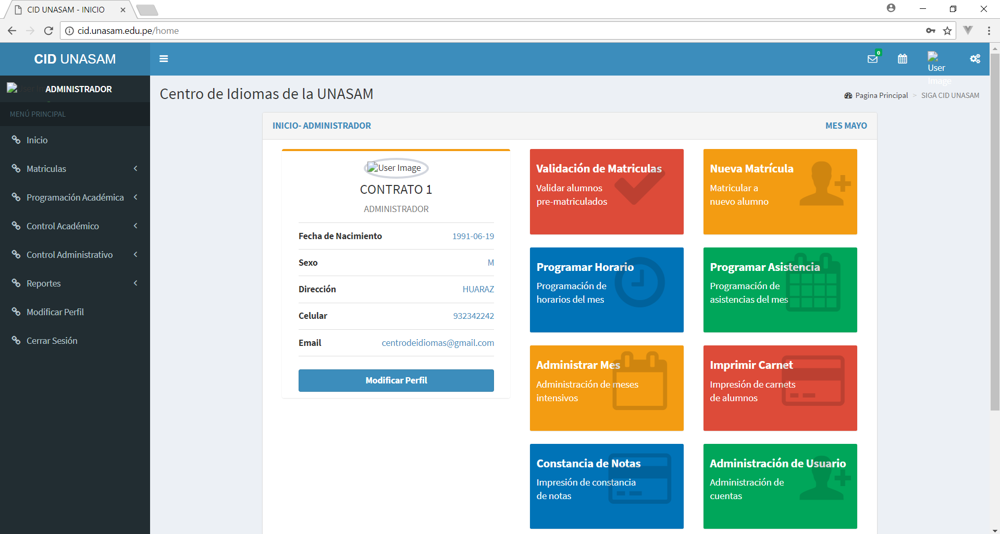 CID UNASAM - INICIO
cid.unasam.edu.pe/home
CID UNASAM
0
User
Image
User Im
ADMINISTRADOR
MENÚ PRINCIPAL
Inicio
Matriculas
Programación Académica
Control Académico
Control Administrativo
Reportes
Modificar Perfil
Cerrar Sesión
Centro de Idiomas de la UNASAM
Pagina Principal > SIGA CID UNASAM
INICIO- ADMINISTRADOR
MES MAYO
User Image
CONTRATO 1
ADMINISTRADOR
Fecha de Nacimiento 1991-06-19
Sexo M
Dirección HUARAZ
Celular 932342242
Email centrodeidiomas@gmail.com
Modificar Perfil
Validación de Matriculas
Validar alumnos
pre-matriculados
Nueva Matrícula
Matricular a
nuevo alumno
Programar Horario
Programación de
horarios del mes
Programar Asistencia
Programación de
asistencias del mes
Administrar Mes
Administración de meses
intensivos
Imprimir Carnet
Impresión de carnets
de alumnos
Constancia de Notas
Impresión de constancia
de notas
Administración de Usuario
Administración de
cuentas